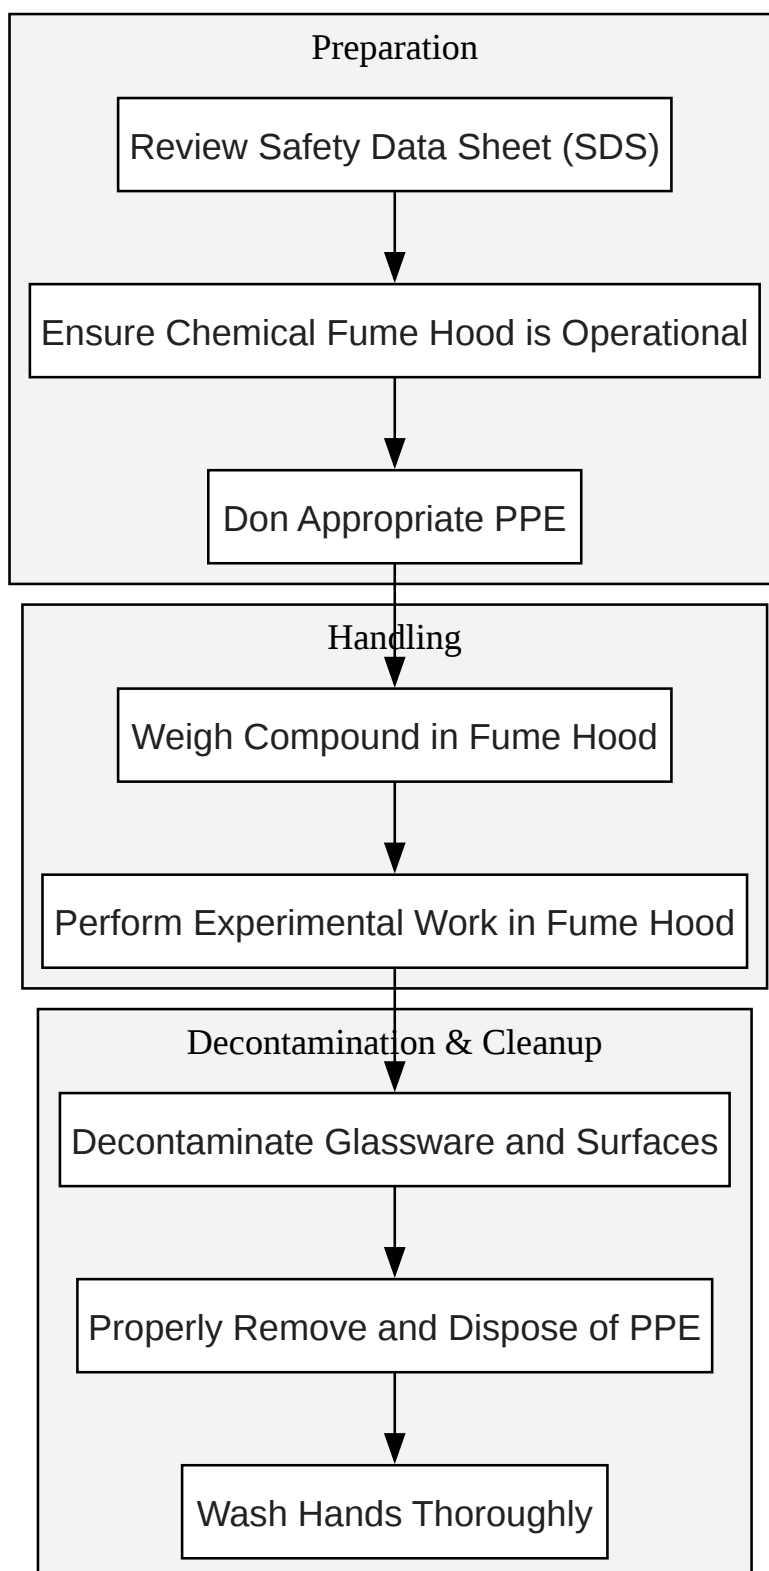 Preparation
Review Safety Data Sheet (SDS)
Ensure Chemical Fume Hood is Operational
Don Appropriate PPE
Handling
Weigh Compound in Fume Hood
Perform Experimental Work in Fume Hood
Decontamination & Cleanup
Decontaminate Glassware and Surfaces
Properly Remove and Dispose of PPE
Wash Hands Thoroughly